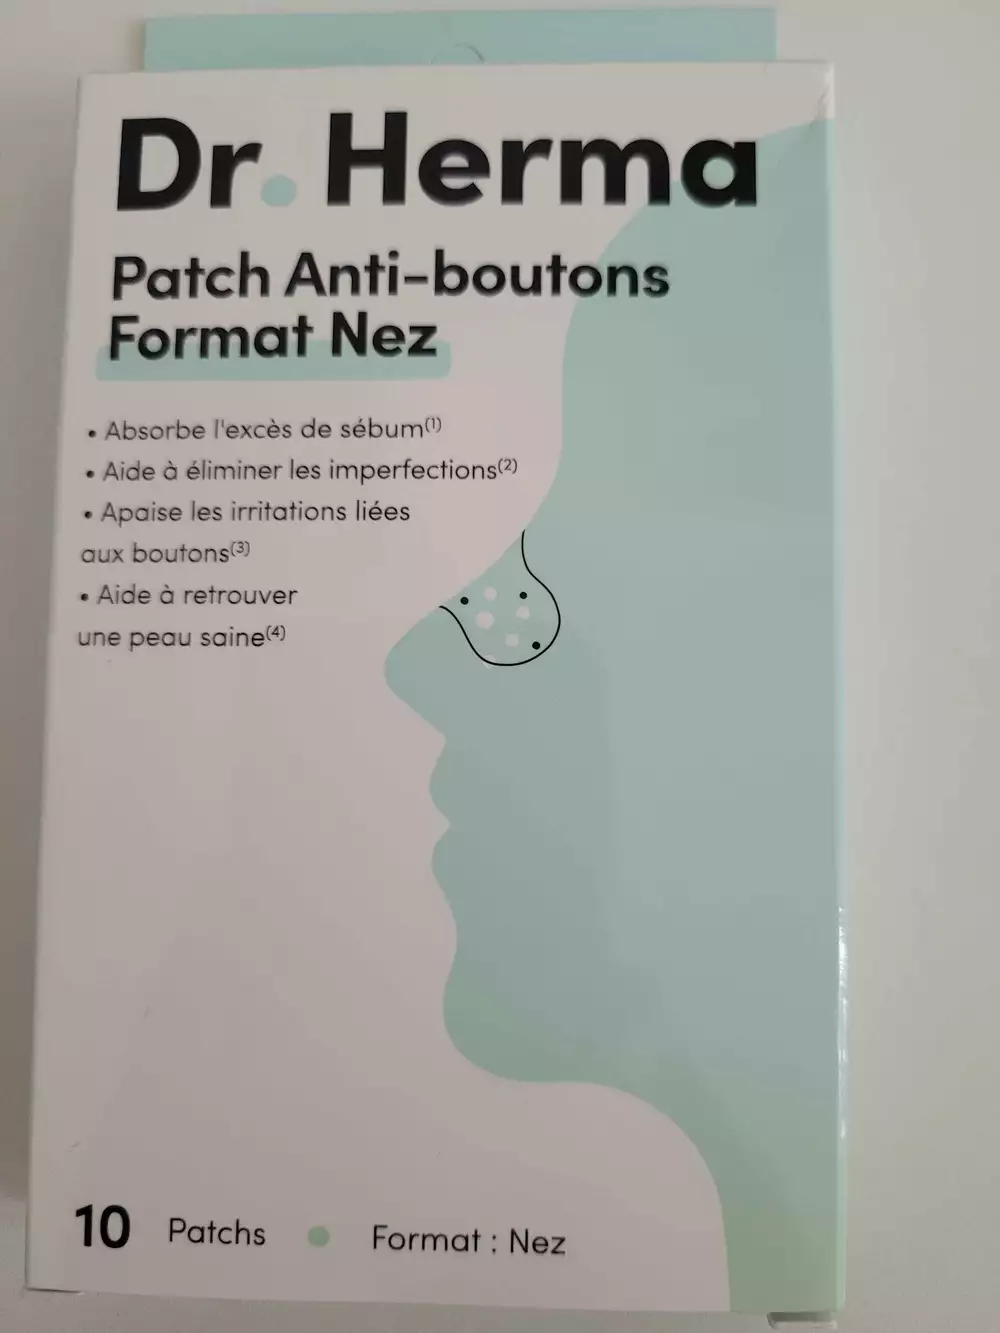 Dr. Herma
Patch Anti-boutons
Format Nez
• Absorbe l'excès de sébum(1)
• Aide à éliminer les imperfections(2)
• Apaise les irritations liées
aux boutons(3)
• Aide à retrouver
une peau saine(4)
10 Patchs • Format : Nez